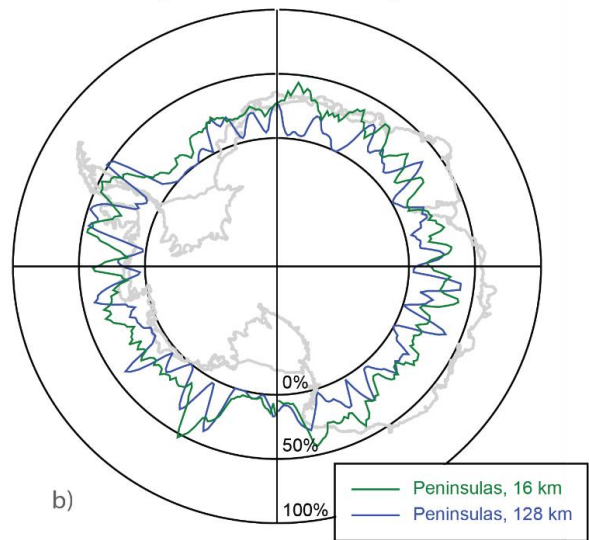 0%
50%
Peninsulas, 16 km
Peninsulas, 128 km
b)
100%